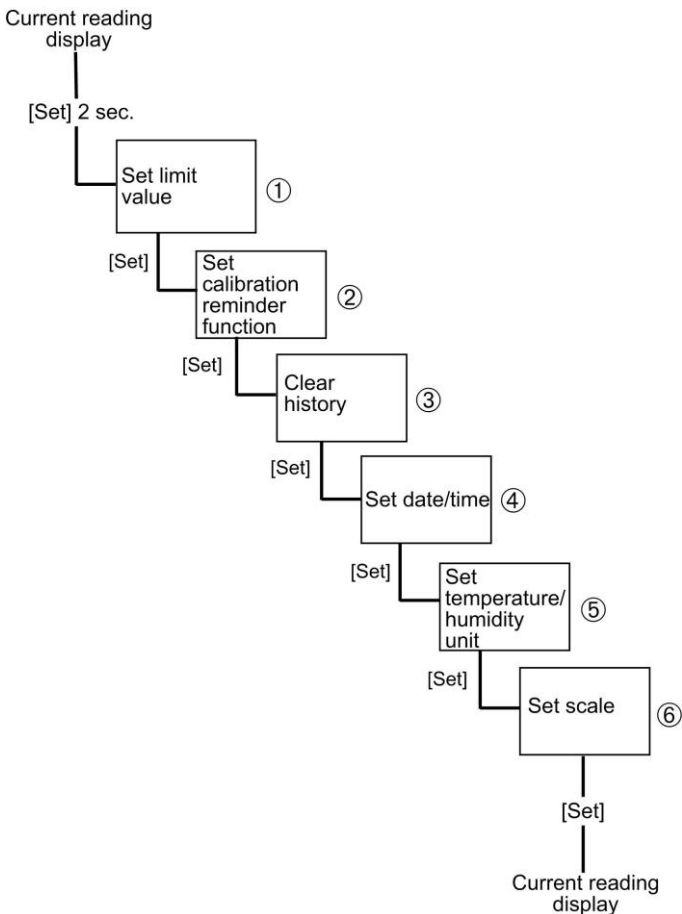 Current reading
display
[Set] 2 sec.
Set limit
value
①
[Set]
Set
calibration
reminder
function
②
[Set]
Clear
history
③
[Set]
Set date/time
④
[Set]
Set
temperature/
humidity
unit
⑤
[Set]
Set scale
⑥
[Set]
Current reading
display